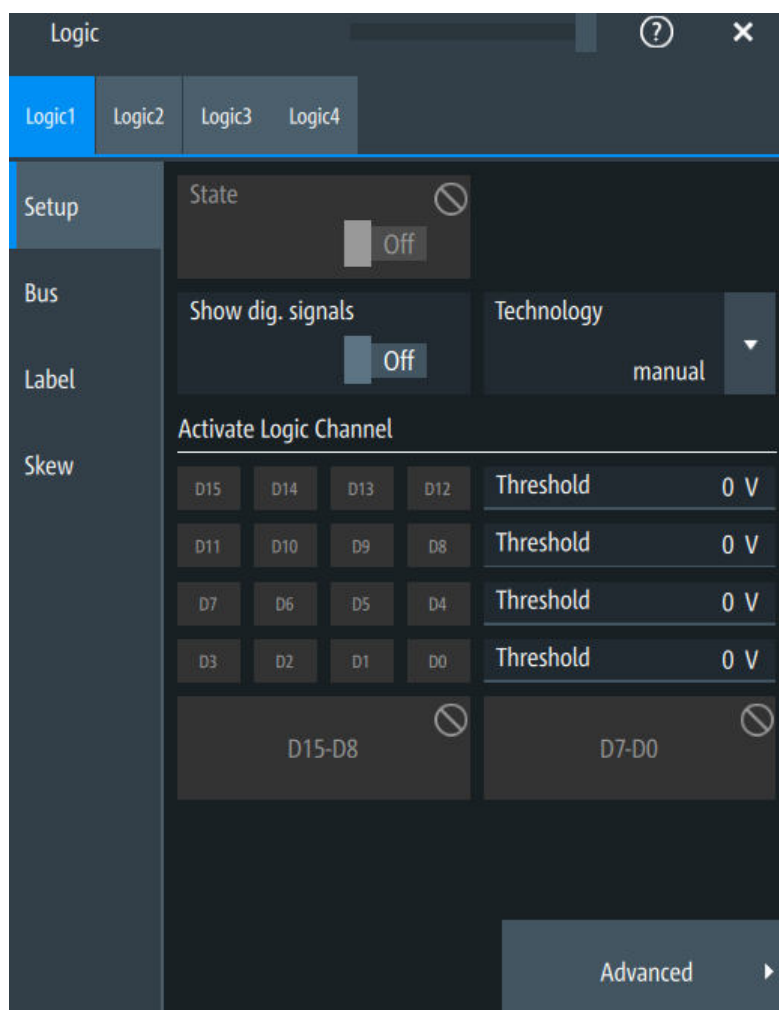 Logic
?
Logic1 Logic2 Logic3 Logic4
Setup
Bus
Label
Skew
State
Off
Show dig. signals
Off
Technology
manual
Activate Logic Channel
D15 D14 D13 D12 Threshold 0 V
D11 D10 D9 D8 Threshold 0 V
D7 D6 D5 D4 Threshold 0 V
D3 D2 D1 D0 Threshold 0 V
D15-D8 D7-D0
Advanced